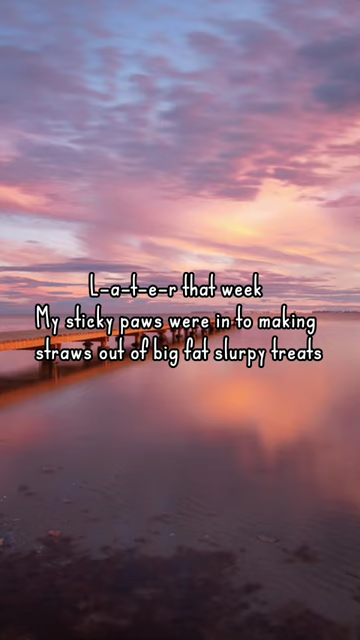 L-a-t-e-r that week
My sticky paws were in to making
straws out of big fat slurpy treats